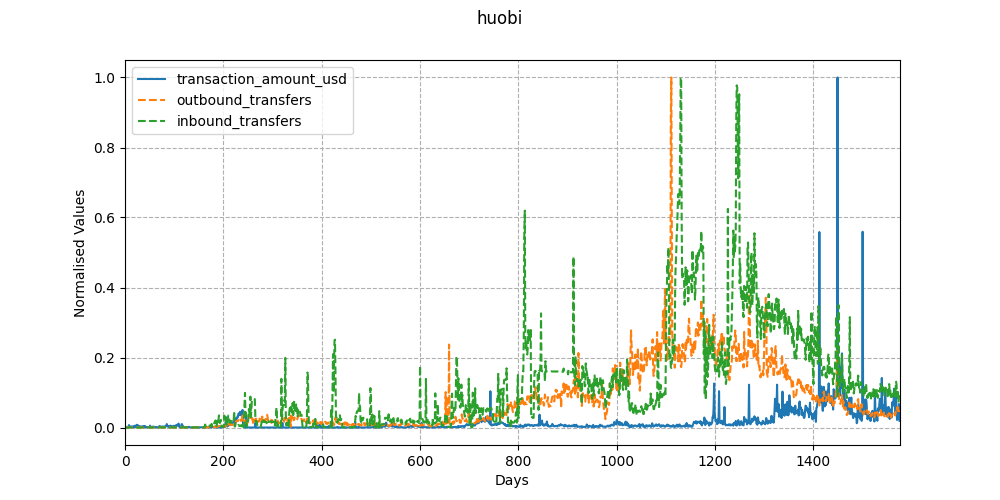 huobi
transaction_amount_usd
outbound_transfers
inbound_transfers
Normalised Values
1.0
0.8
0.6
0.4
0.2
0.0
0 200 400 600 800 1000 1200 1400
Days